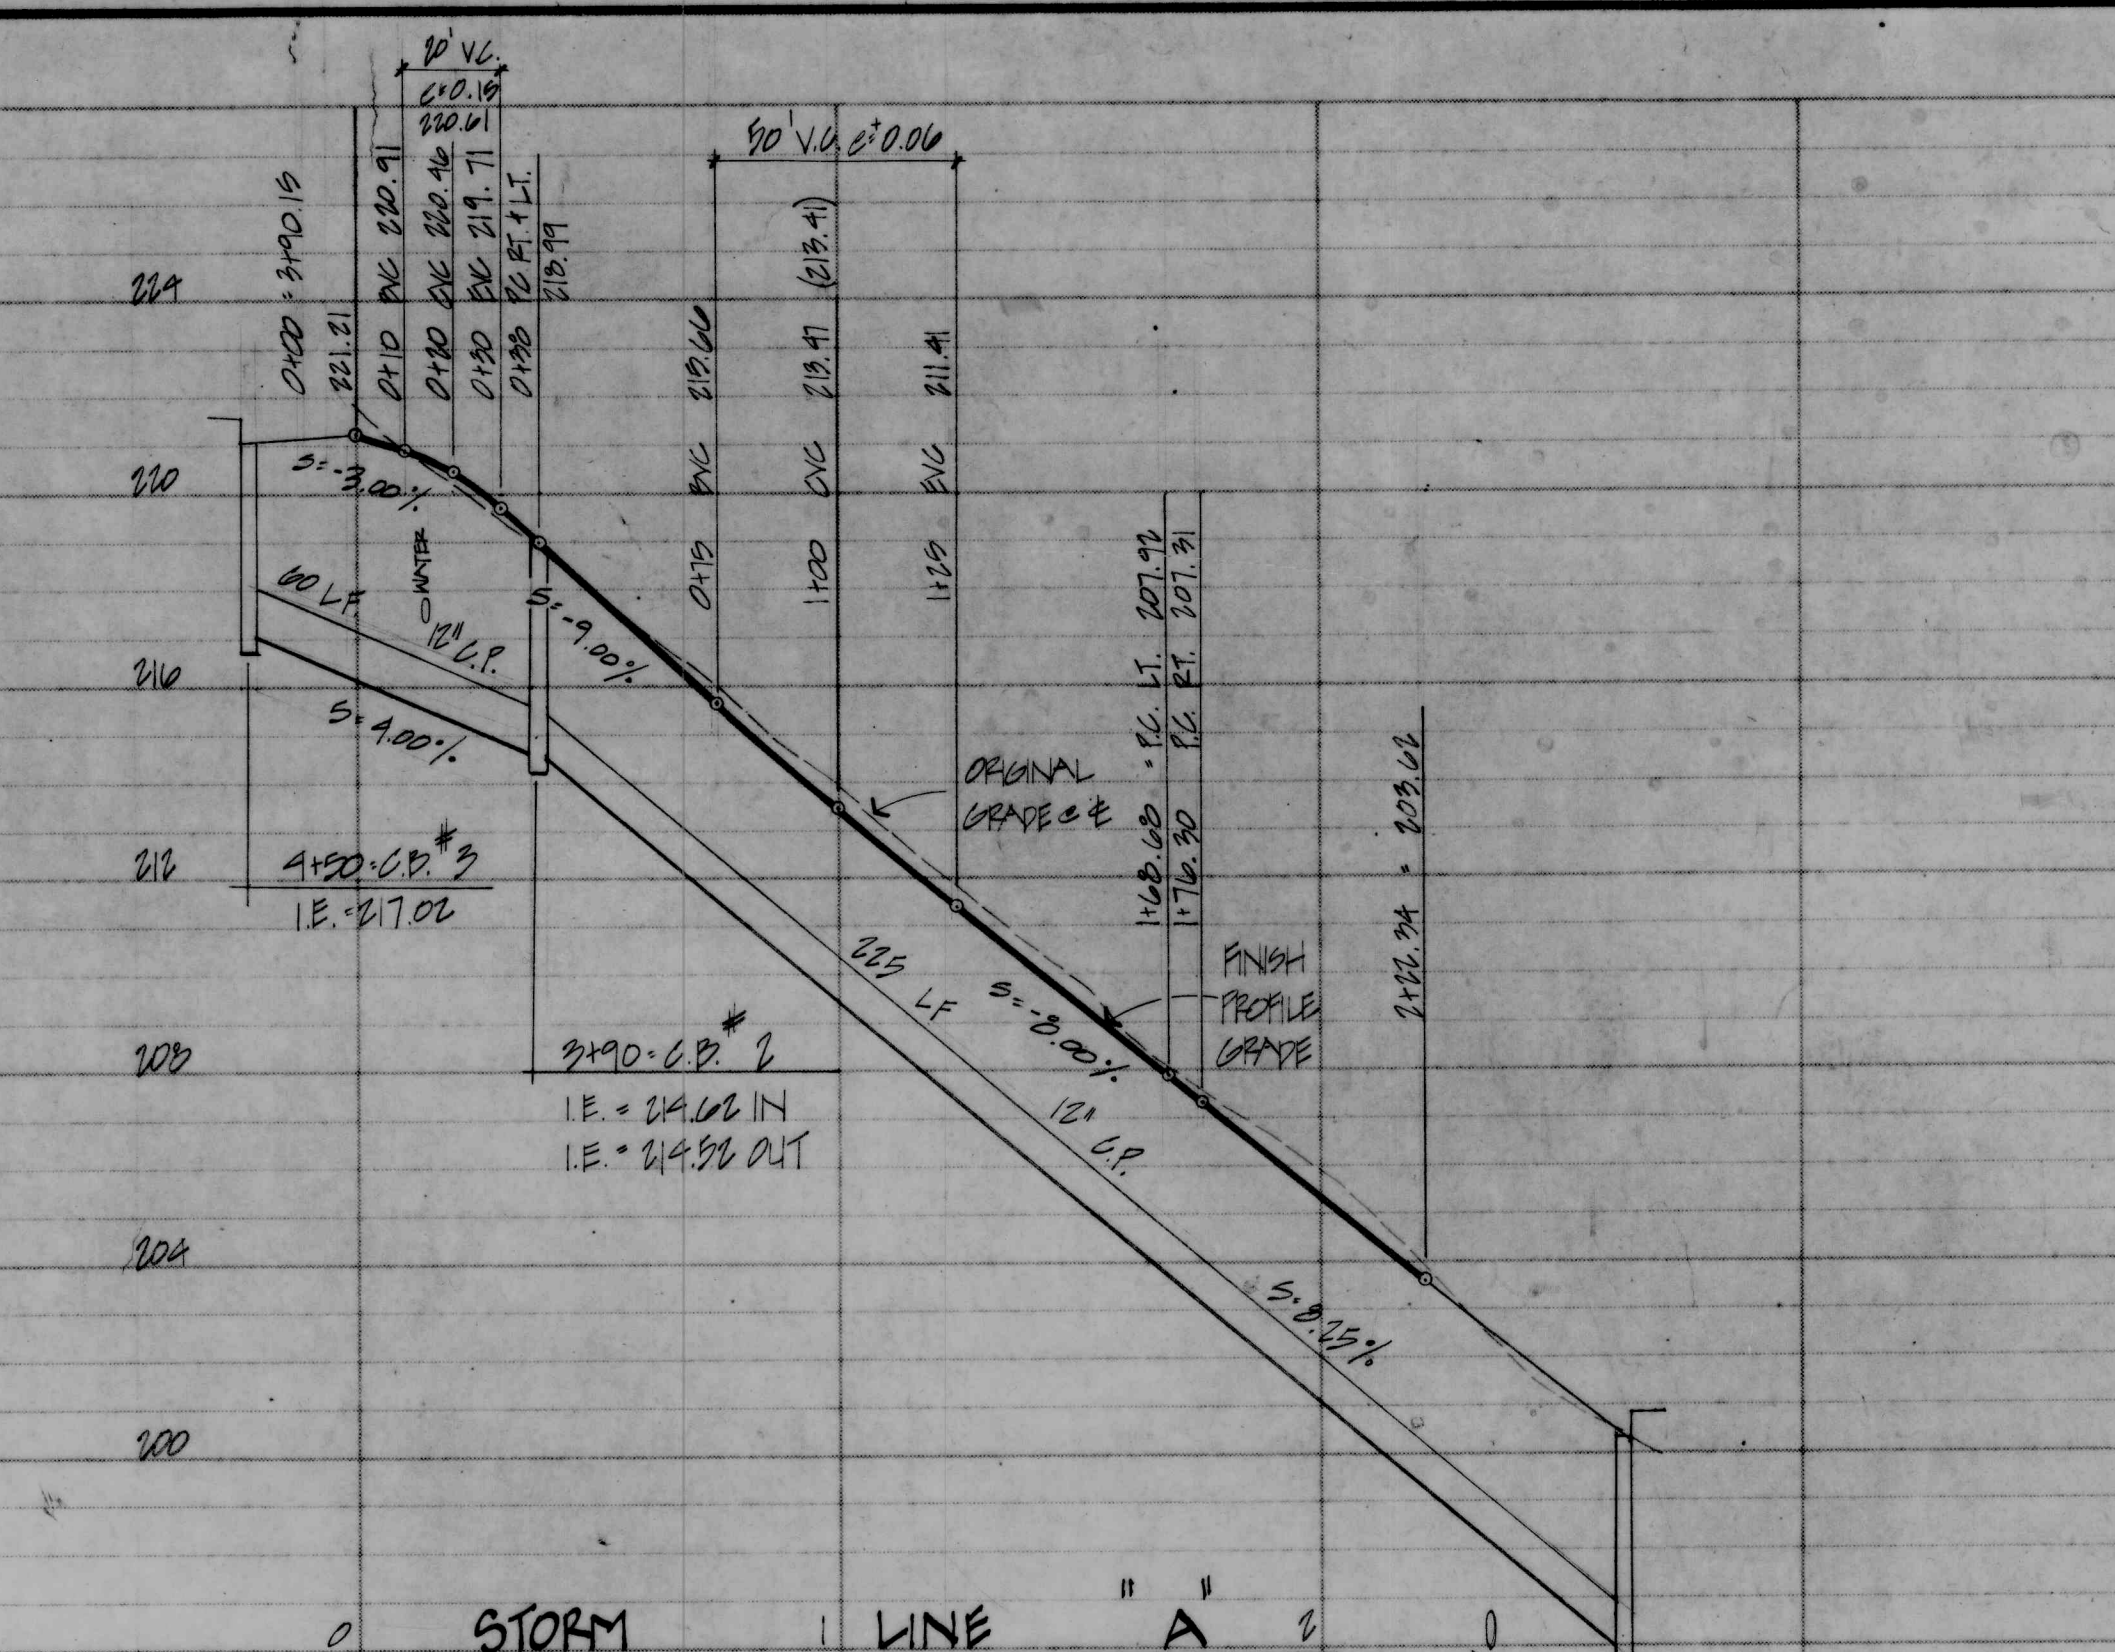 20' V.C.
e=0.15
220.61
50' V.C. e=+0.06
0+00 = 3+90.15
221.21
0+10 BVC 220.91
0+20 CVC 220.46
0+30 EVC 219.71
0+38 PC RT. & LT.
218.99
0+75 BVC 215.66
1+00 CVC 213.47 (213.41)
1+25 EVC 211.41
1+68.68 = P.C. LT. 207.92
1+76.30 P.C. RT. 207.31
2+22.34 = 203.62
224
220
216
212
208
204
200
S=-3.00%
WATER
60 LF
12" C.P.
S=4.00%
S=-9.00%
ORIGINAL
GRADE @ ℄
4+50=C.B.#3
I.E.=217.02
3+90=C.B.#2
I.E. = 214.62 IN
I.E. = 214.52 OUT
225 LF
12" C.P.
S=-8.00%
FINISH
PROFILE
GRADE
S=8.25%
0 1 2 0
STORM LINE "A"